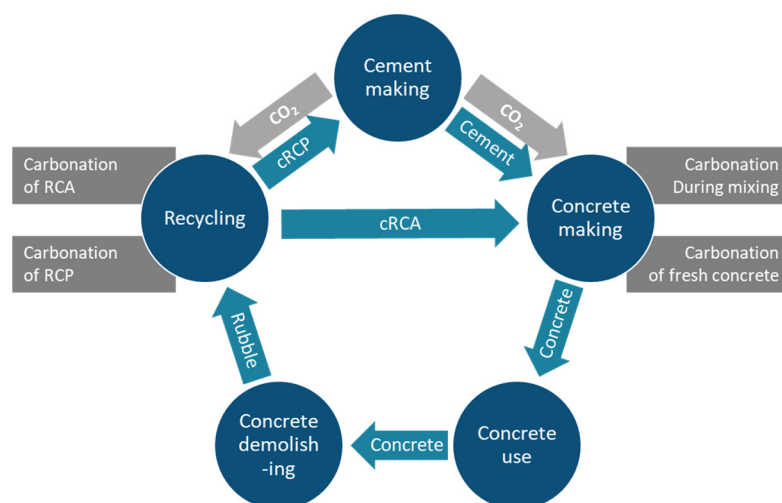 Cement
making
CO₂
CO₂
cRCP
Cement
Carbonation
of RCA
Carbonation
During mixing
Recycling
cRCA
Concrete
making
Carbonation
of RCP
Carbonation
of fresh concrete
Rubble
Concrete
Concrete
demolish
-ing
Concrete
Concrete
use